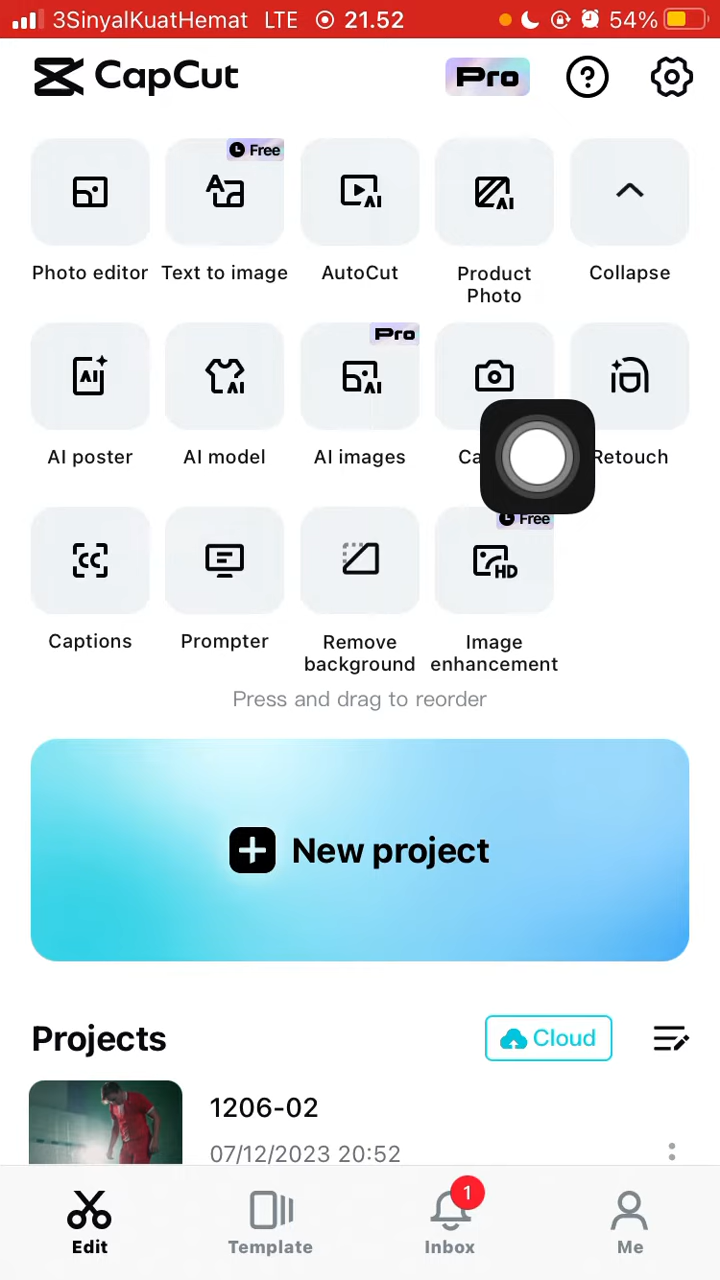 3SinyalKuatHemat LTE 21.52 54%
CapCut Pro
Free
Photo editor Text to image AutoCut Product Photo Collapse
Pro
AI poster AI model AI images Ca Retouch
Free
Captions Prompter Remove background Image enhancement
Press and drag to reorder
New project
Projects Cloud
1206-02
07/12/2023 20:52
1
Edit Template Inbox Me